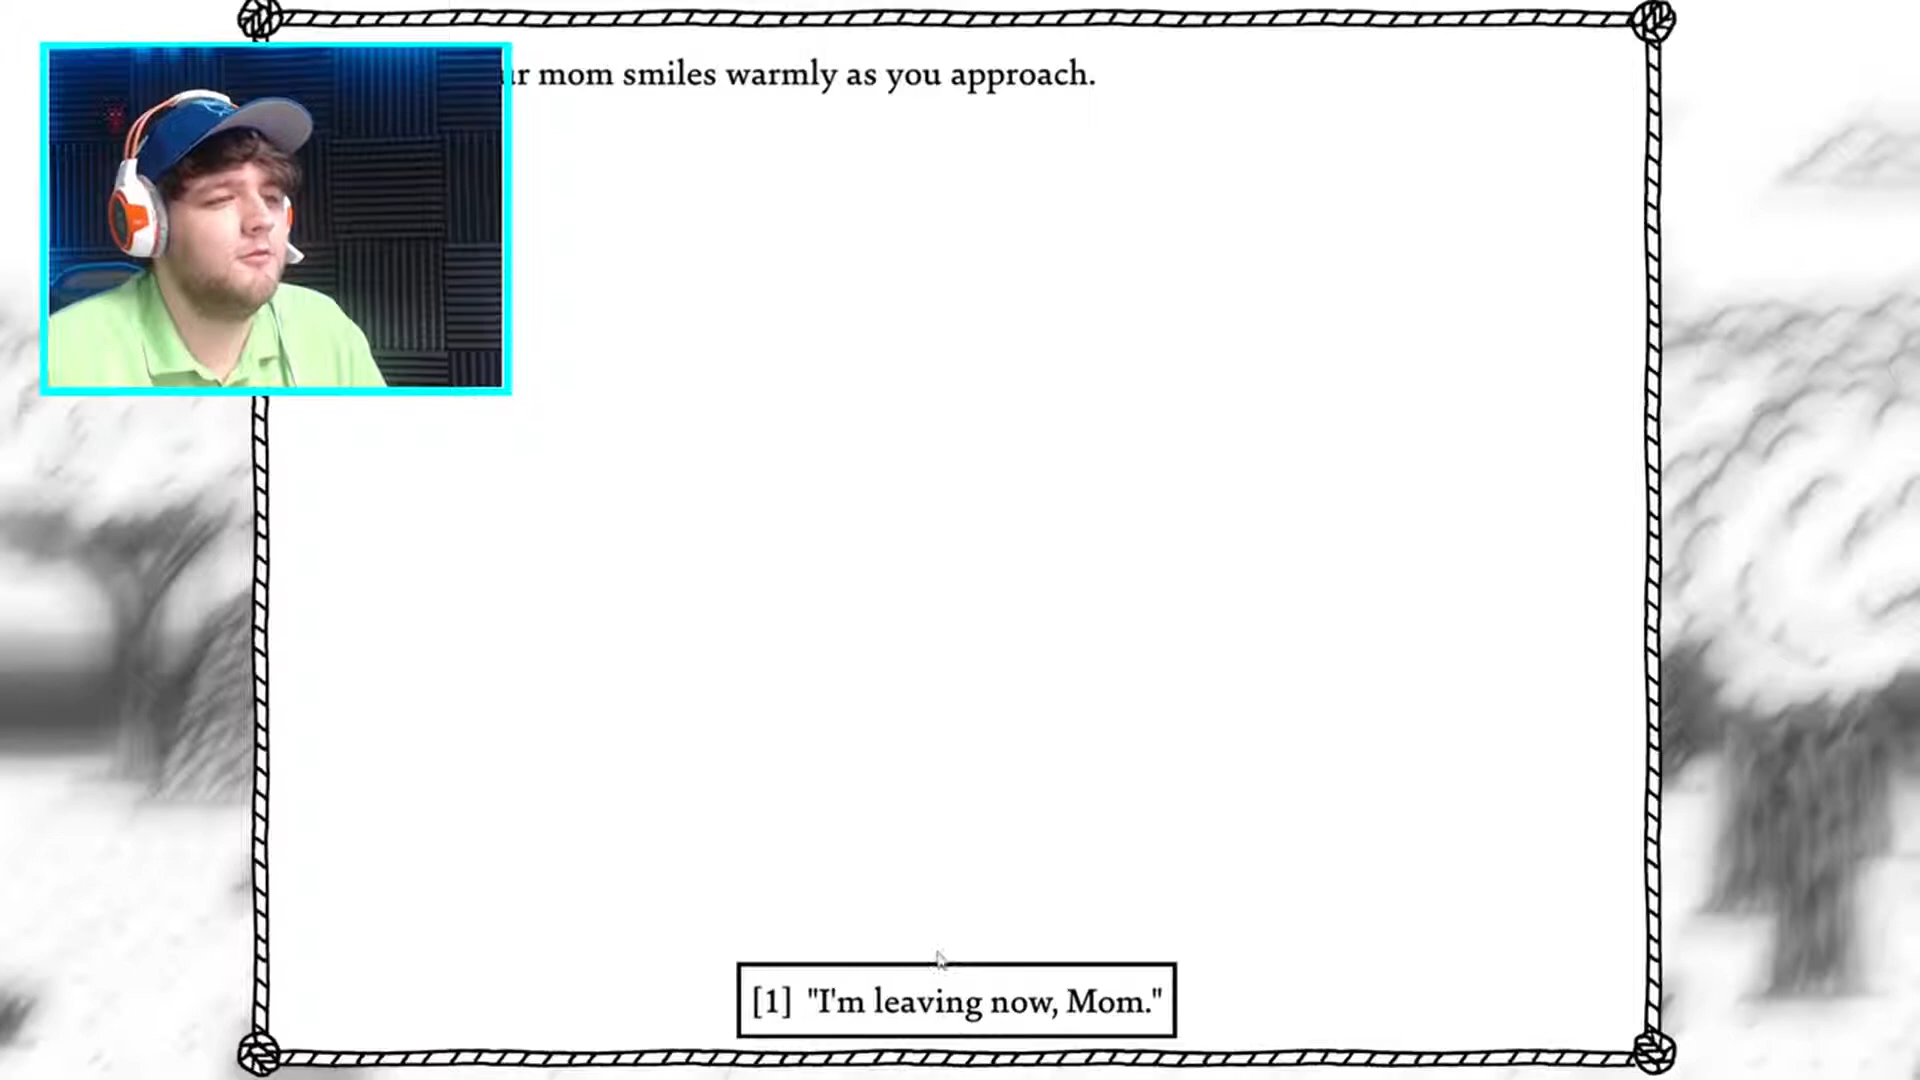 mom smiles warmly as you approach.
[1] "I'm leaving now, Mom."